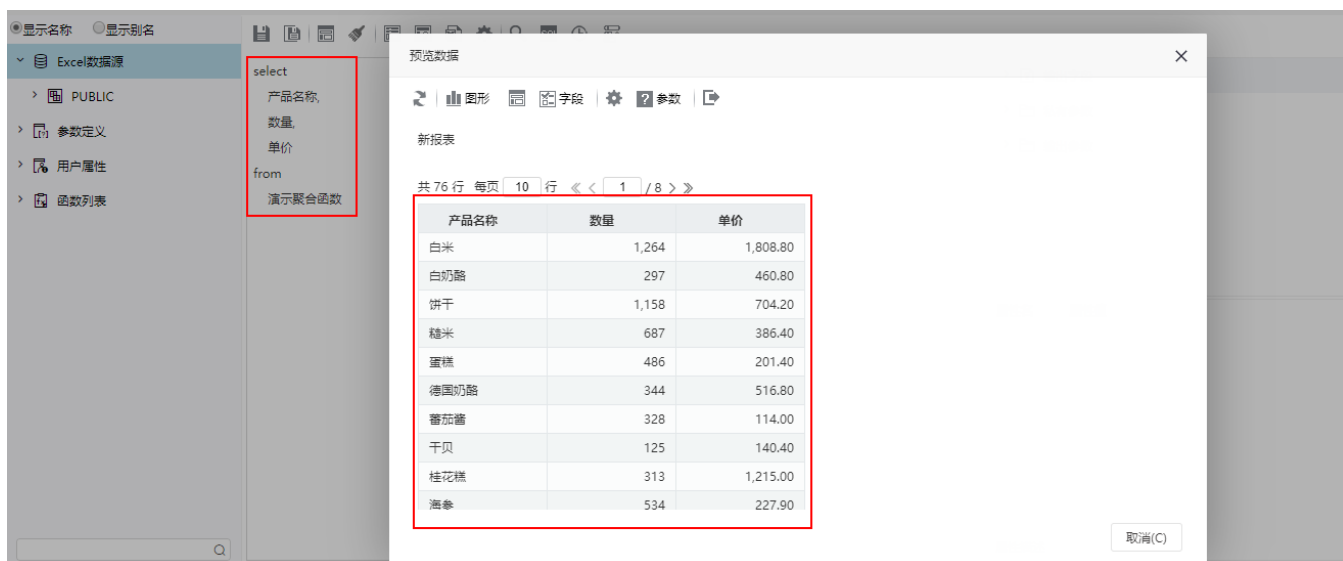 显示名称 显示别名
Excel数据源
PUBLIC
参数定义
用户属性
函数列表
select
产品名称,
数量,
单价
from
演示聚合函数
预览数据
图形 字段 参数
新报表
共 76 行 每页 10 行 1 / 8
产品名称 数量 单价
白米 1,264 1,808.80
白奶酪 297 460.80
饼干 1,158 704.20
糙米 687 386.40
蛋糕 486 201.40
德国奶酪 344 516.80
蕃茄酱 328 114.00
干贝 125 140.40
桂花糕 313 1,215.00
海参 534 227.90
取消(C)